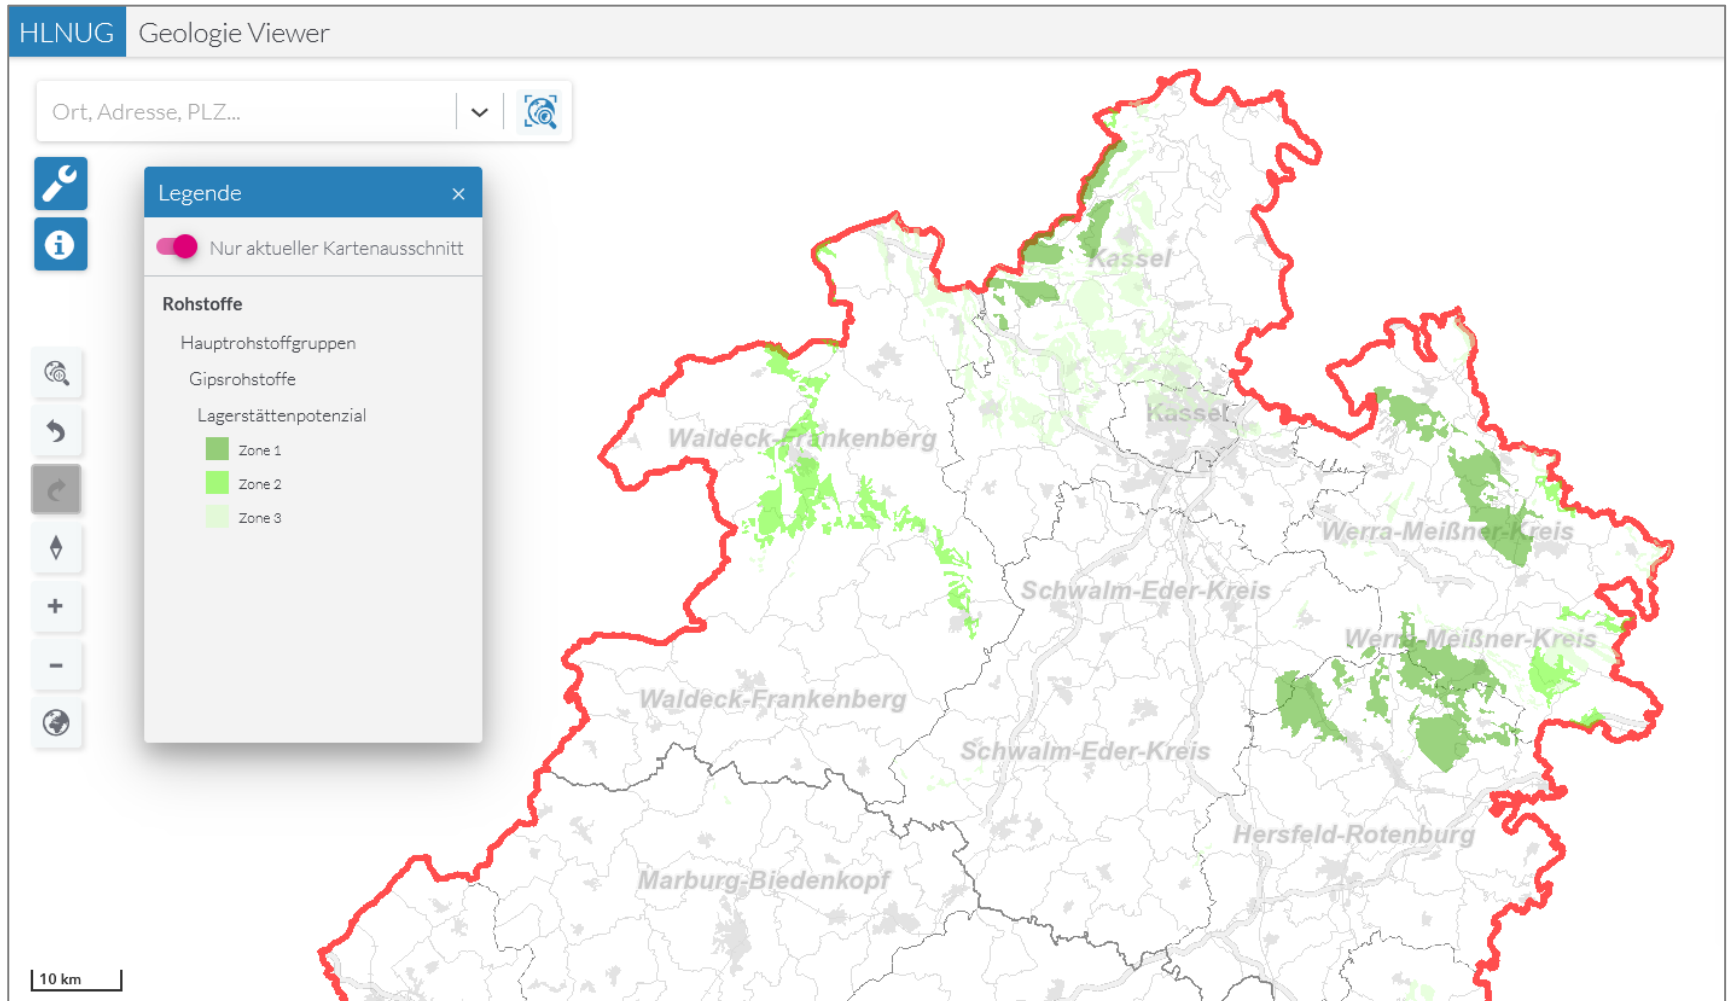 HLNUG Geologie Viewer
Ort, Adresse, PLZ...
Legende
Nur aktueller Kartenausschnitt
Rohstoffe
Hauptrohstoffgruppen
Gipsrohstoffe
Lagerstättenpotenzial
Zone 1
Zone 2
Zone 3
Kassel
Kassel
Waldeck-Frankenberg
Werra-Meißner-Kreis
Schwalm-Eder-Kreis
Werra-Meißner-Kreis
Waldeck-Frankenberg
Schwalm-Eder-Kreis
Hersfeld-Rotenburg
Marburg-Biedenkopf
10 km